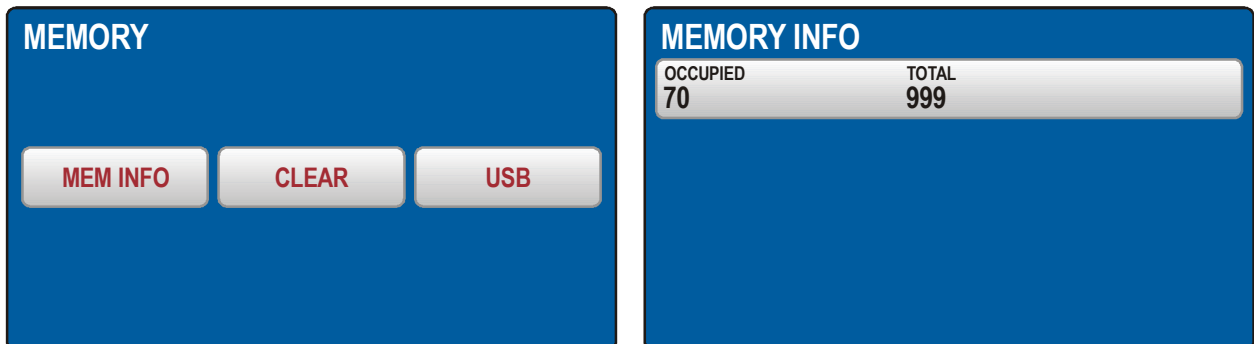 MEMORY
MEM INFO CLEAR USB
MEMORY INFO
OCCUPIED TOTAL
70 999